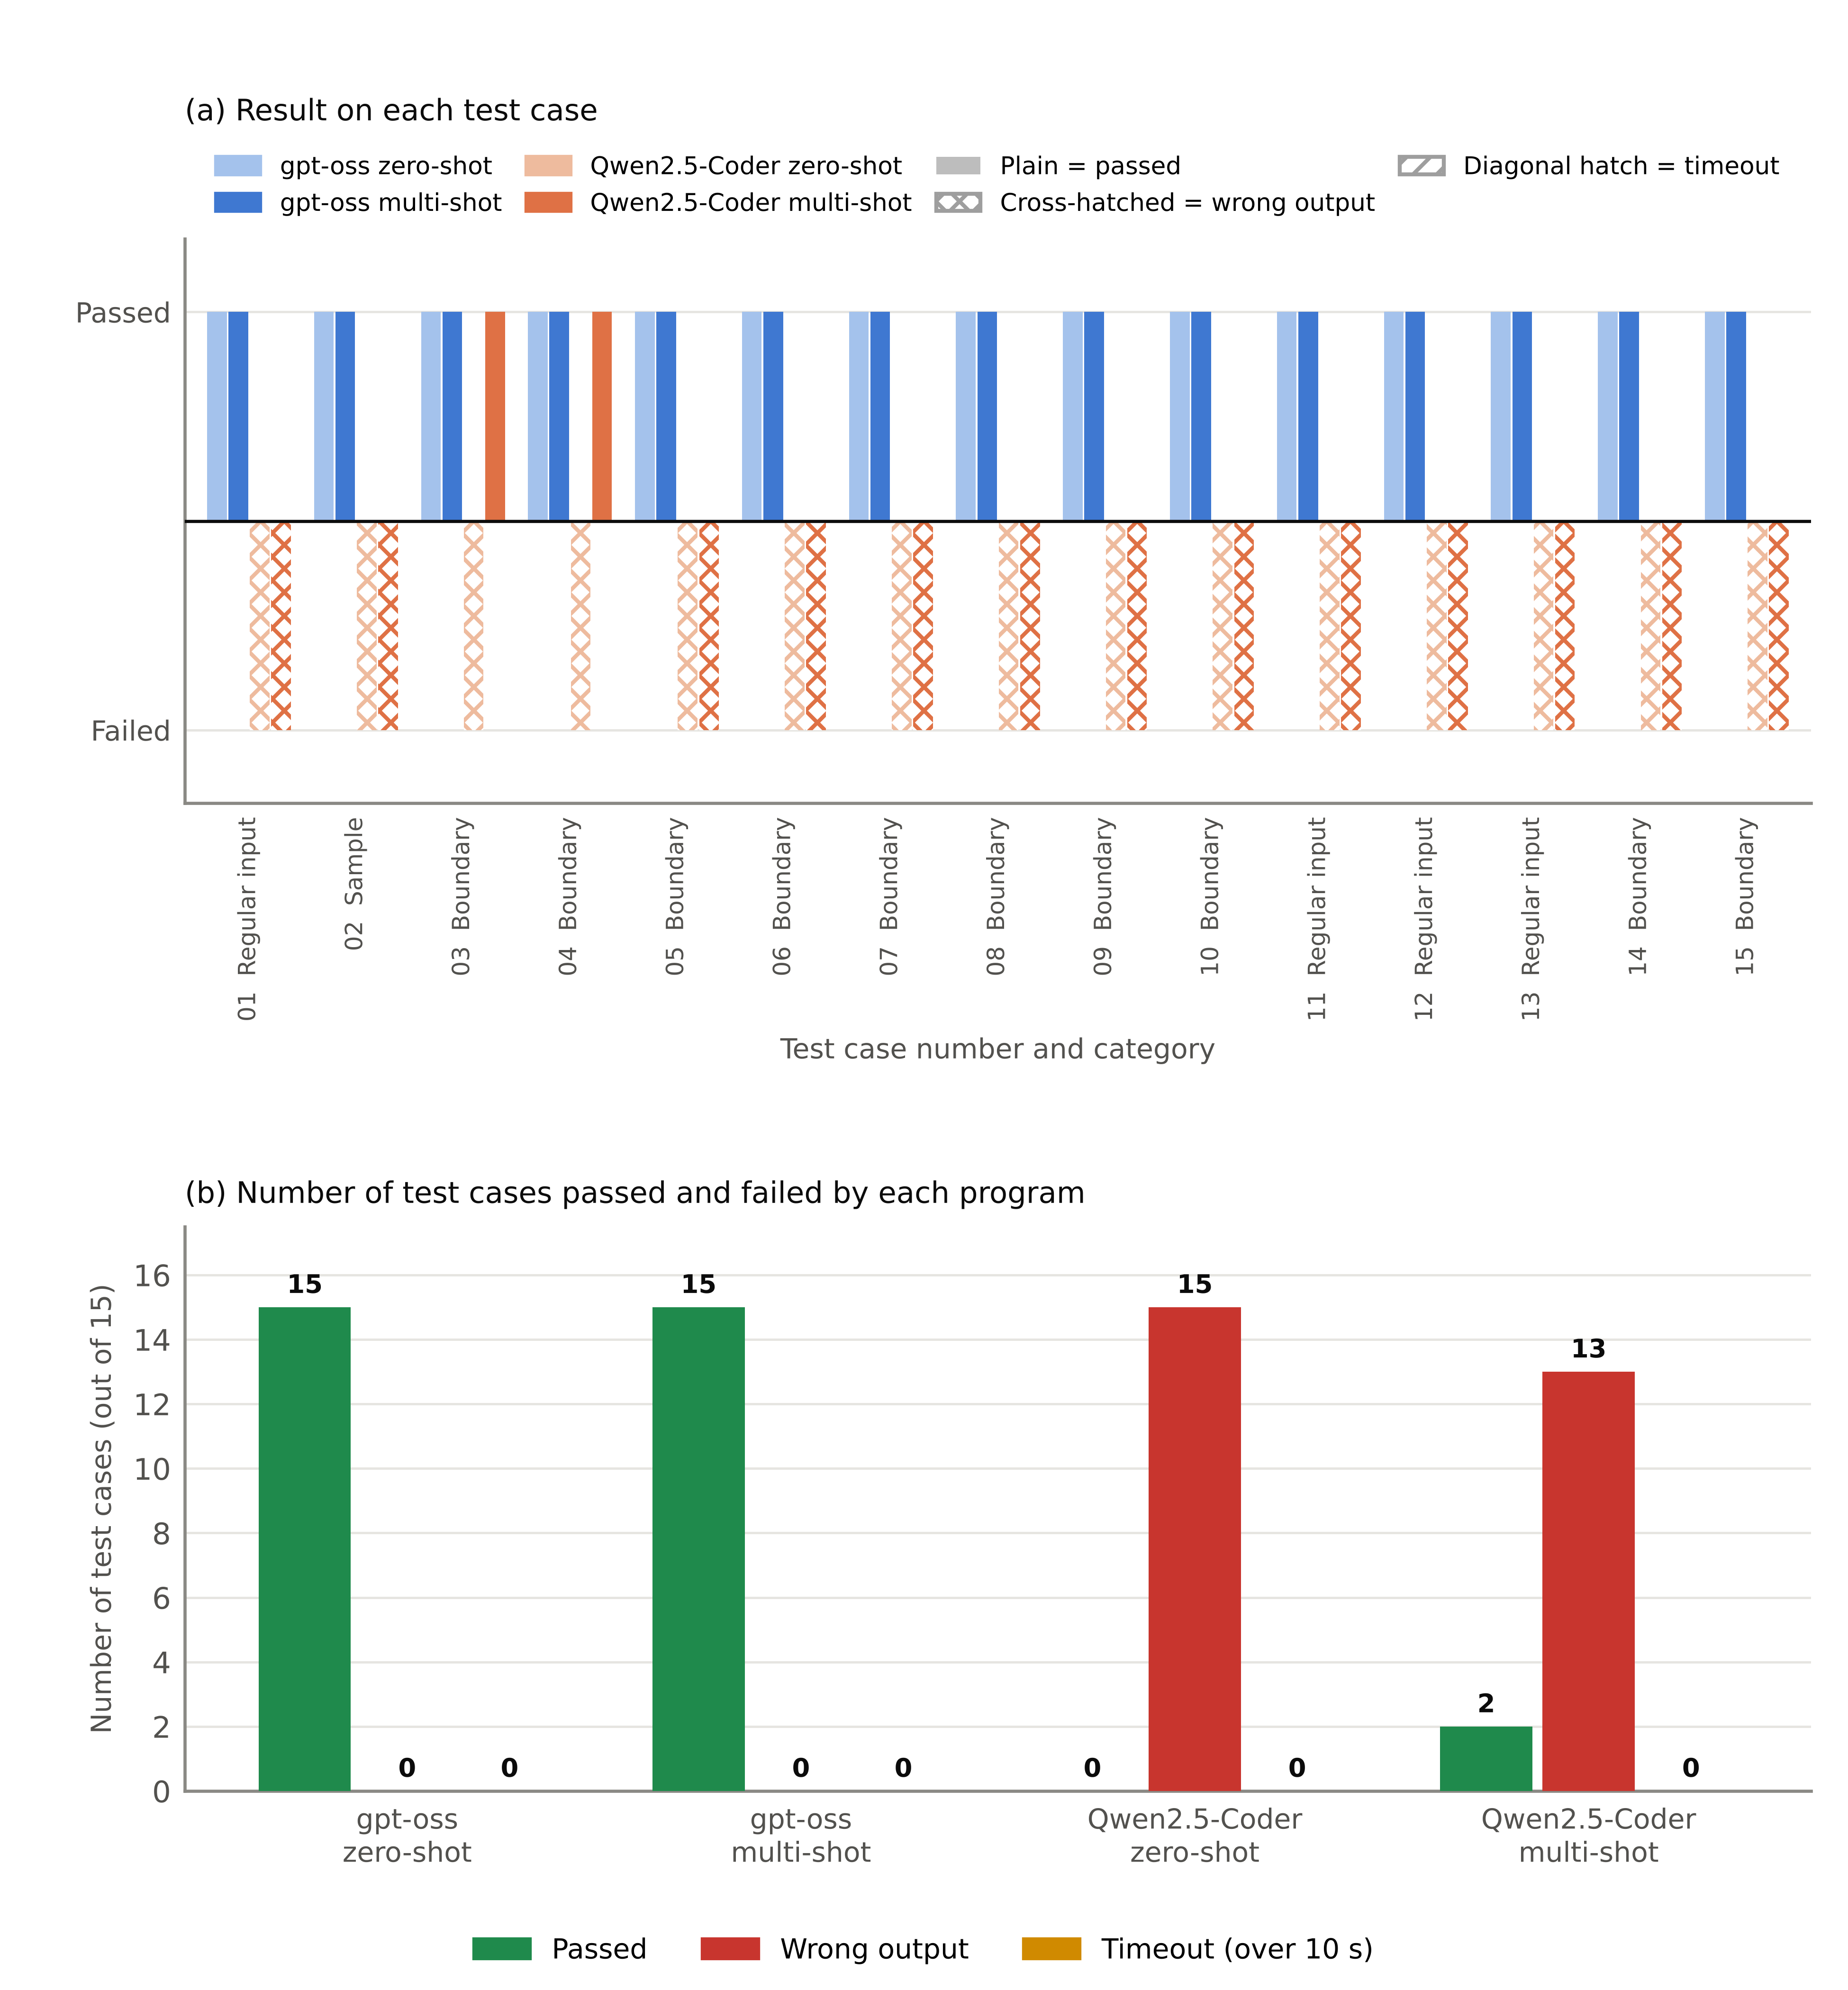 (a) Result on each test case
gpt-oss zero-shot
Qwen2.5-Coder zero-shot
Plain = passed
Diagonal hatch = timeout
gpt-oss multi-shot
Qwen2.5-Coder multi-shot
Cross-hatched = wrong output
Passed
Failed
01 Regular input
02 Sample
03 Boundary
04 Boundary
05 Boundary
06 Boundary
07 Boundary
08 Boundary
09 Boundary
10 Boundary
11 Regular input
12 Regular input
13 Regular input
14 Boundary
15 Boundary
Test case number and category
(b) Number of test cases passed and failed by each program
Number of test cases (out of 15)
16
14
12
10
8
6
4
2
0
15
0
0
15
0
0
0
15
0
2
13
0
gpt-oss
zero-shot
gpt-oss
multi-shot
Qwen2.5-Coder
zero-shot
Qwen2.5-Coder
multi-shot
Passed
Wrong output
Timeout (over 10 s)